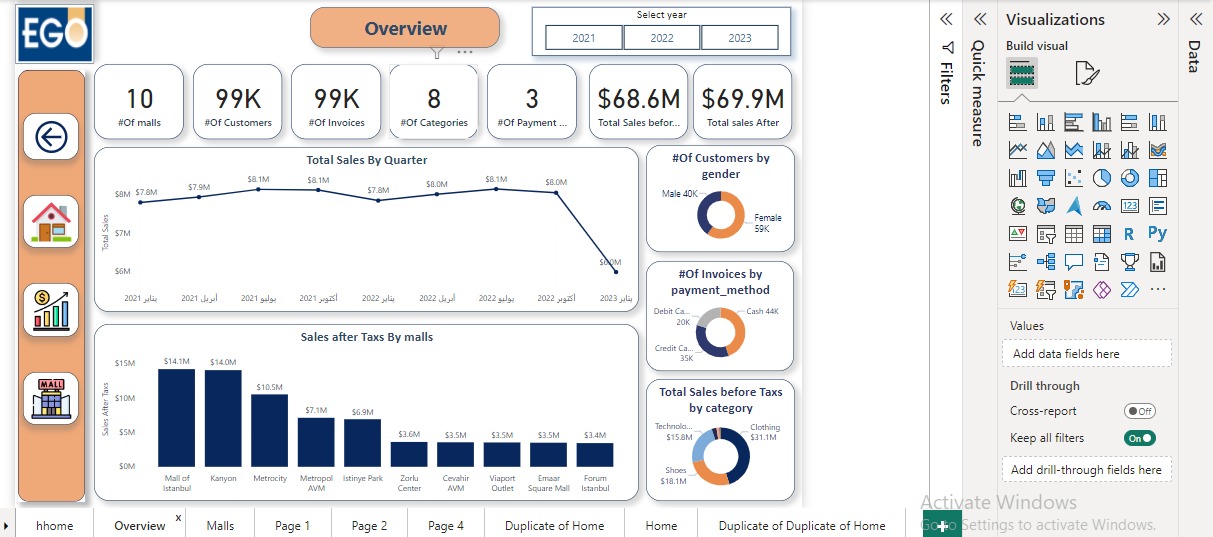 EGO
Overview
Select year
2021
2022
2023
10
#Of malls
99K
#Of Customers
99K
#Of Invoices
8
#Of Categories
3
#Of Payment ...
$68.6M
Total Sales befor...
$69.9M
Total sales After
Total Sales By Quarter
Total Sales
$8M
$7M
$6M
$7.8M
$7.9M
$8.1M
$8.1M
$7.8M
$8.0M
$8.1M
$8.0M
$6.0M
يناير 2021
أبريل 2021
يوليو 2021
أكتوبر 2021
يناير 2022
أبريل 2022
يوليو 2022
أكتوبر 2022
يناير 2023
#Of Customers by
gender
Male 40K
Female
59K
#Of Invoices by
payment_method
Debit Ca...
20K
Cash 44K
Credit Ca...
35K
Sales after Taxs By malls
Sales After Taxs
$15M
$10M
$5M
$0M
$14.1M
$14.0M
$10.5M
$7.1M
$6.9M
$3.6M
$3.5M
$3.5M
$3.5M
$3.4M
Mall of
Istanbul
Kanyon
Metrocity
Metropol
AVM
Istinye Park
Zorlu
Center
Cevahir
AVM
Viaport
Outlet
Emaar
Square Mall
Forum
Istanbul
Total Sales before Taxs
by category
Technolo...
$15.8M
Clothing
$31.1M
Shoes
$18.1M
MALL
hhome
Overview
x
Malls
Page 1
Page 2
Page 4
Duplicate of Home
Home
Duplicate of Duplicate of Home
+
Filters
Quick measure
Visualizations
Build visual
123
R
Py
123
...
Values
Add data fields here
Drill through
Cross-report
Off
Keep all filters
On
Add drill-through fields here
Data
Activate Windows
Go to Settings to activate Windows.